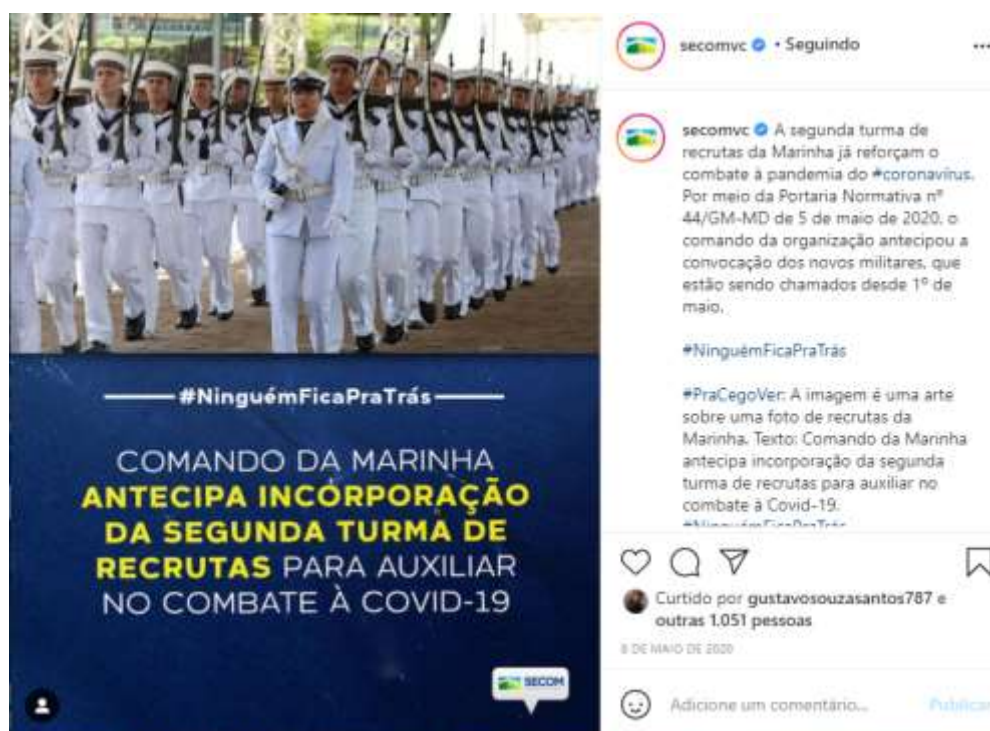 #NinguémFicaPraTrás
COMANDO DA MARINHA
ANTECIPA INCORPORAÇÃO
DA SEGUNDA TURMA DE
RECRUTAS PARA AUXILIAR
NO COMBATE À COVID-19
SECOM
secomvc • Seguindo
secomvc A segunda turma de
recrutas da Marinha já reforçam o
combate à pandemia do #coronavírus.
Por meio da Portaria Normativa nº
44/GM-MD de 5 de maio de 2020, o
comando da organização antecipou a
convocação dos novos militares, que
estão sendo chamados desde 1º de
maio.
#NinguémFicaPraTrás
#PraCegoVer: A imagem é uma arte
sobre uma foto de recrutas da
Marinha. Texto: Comando da Marinha
antecipa incorporação da segunda
turma de recrutas para auxiliar no
combate à Covid-19.
#NinguémFicaPraTrás
Curtido por gustavosouzasantos787 e
outras 1.051 pessoas
8 DE MAIO DE 2020
Adicione um comentário... Publicar